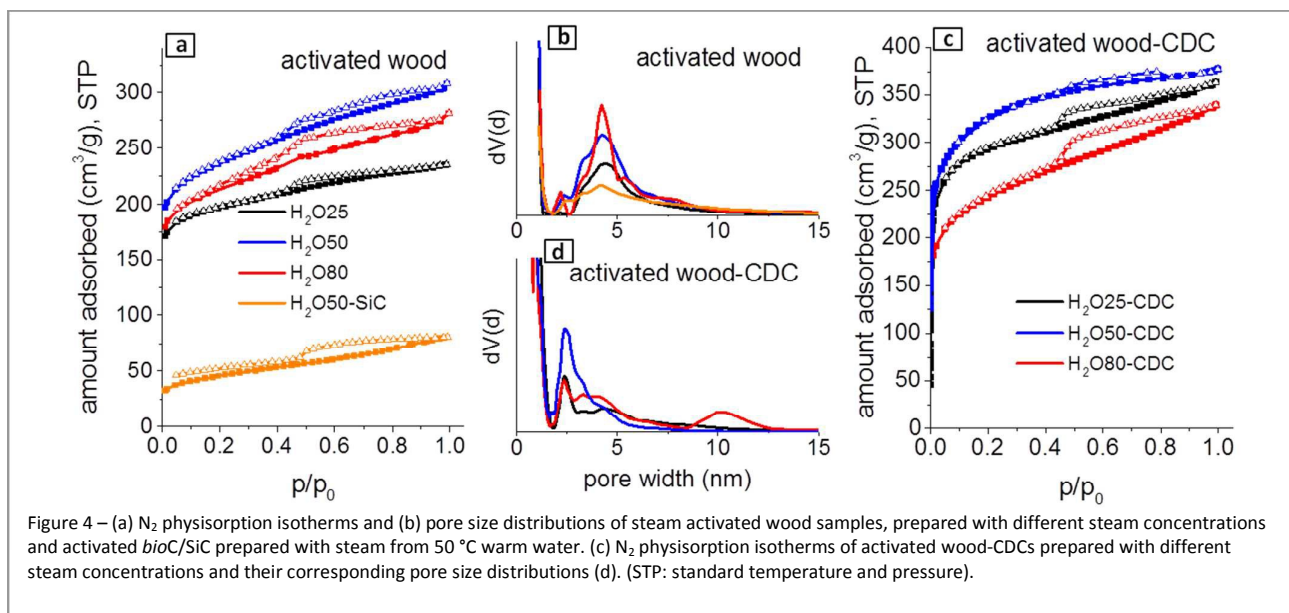 a
activated wood
amount adsorbed (cm³/g), STP
300
250
200
150
100
50
0
H₂O25
H₂O50
H₂O80
H₂O50-SiC
0.0 0.2 0.4 0.6 0.8 1.0
p/p₀
b
activated wood
dV(d)
0 5 10 15
d
activated wood-CDC
dV(d)
0 5 10 15
pore width (nm)
c
activated wood-CDC
amount adsorbed (cm³/g), STP
400
350
300
250
375
150
100
50
0
H₂O25-CDC
H₂O50-CDC
H₂O80-CDC
0.0 0.2 0.4 0.6 0.8 1.0
p/p₀
Figure 4 – (a) N₂ physisorption isotherms and (b) pore size distributions of steam activated wood samples, prepared with different steam concentrations
and activated bioC/SiC prepared with steam from 50 °C warm water. (c) N₂ physisorption isotherms of activated wood-CDCs prepared with different
steam concentrations and their corresponding pore size distributions (d). (STP: standard temperature and pressure).